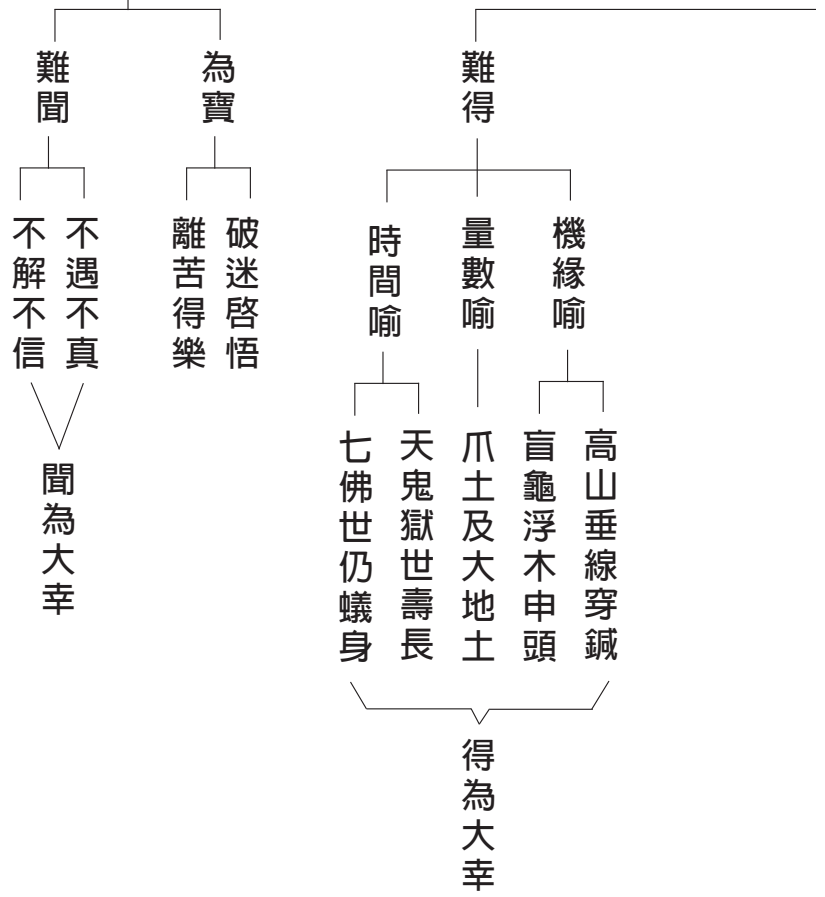 難得
機緣喻
高山垂線穿鍼
盲龜浮木申頭
量數喻
爪土及大地土
時間喻
天鬼獄世壽長
七佛世仍蟻身
得為大幸
為寶
破迷啓悟
離苦得樂
難聞
不遇不真
不解不信
聞為大幸